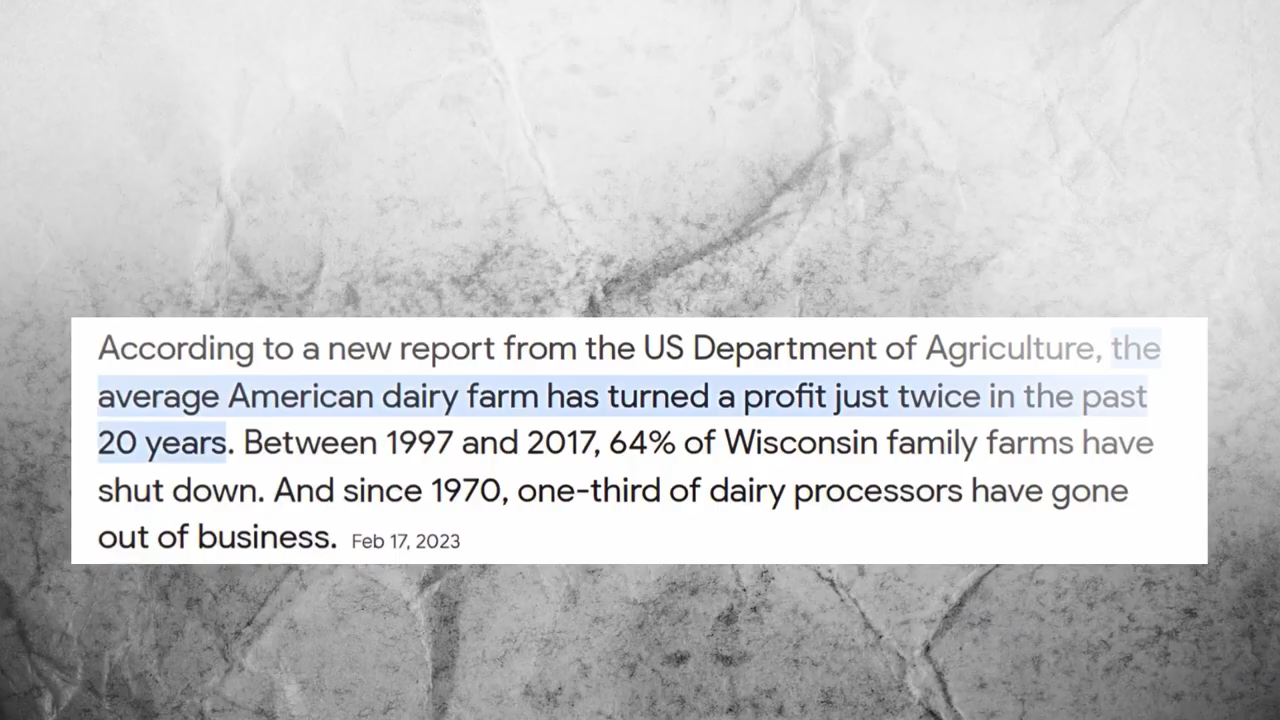 According to a new report from the US Department of Agriculture, the
average American dairy farm has turned a profit just twice in the past
20 years. Between 1997 and 2017, 64% of Wisconsin family farms have
shut down. And since 1970, one-third of dairy processors have gone
out of business. Feb 17, 2023